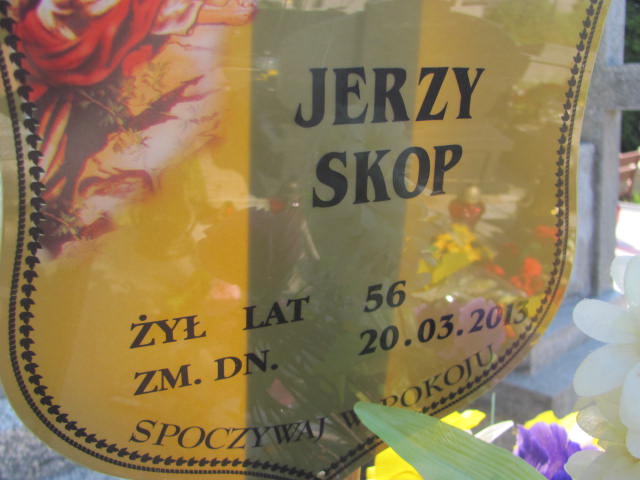 JERZY
SKOP
ŻYŁ LAT 56
ZM. DN. 20.03.2013
SPOCZYWAJ W POKOJU